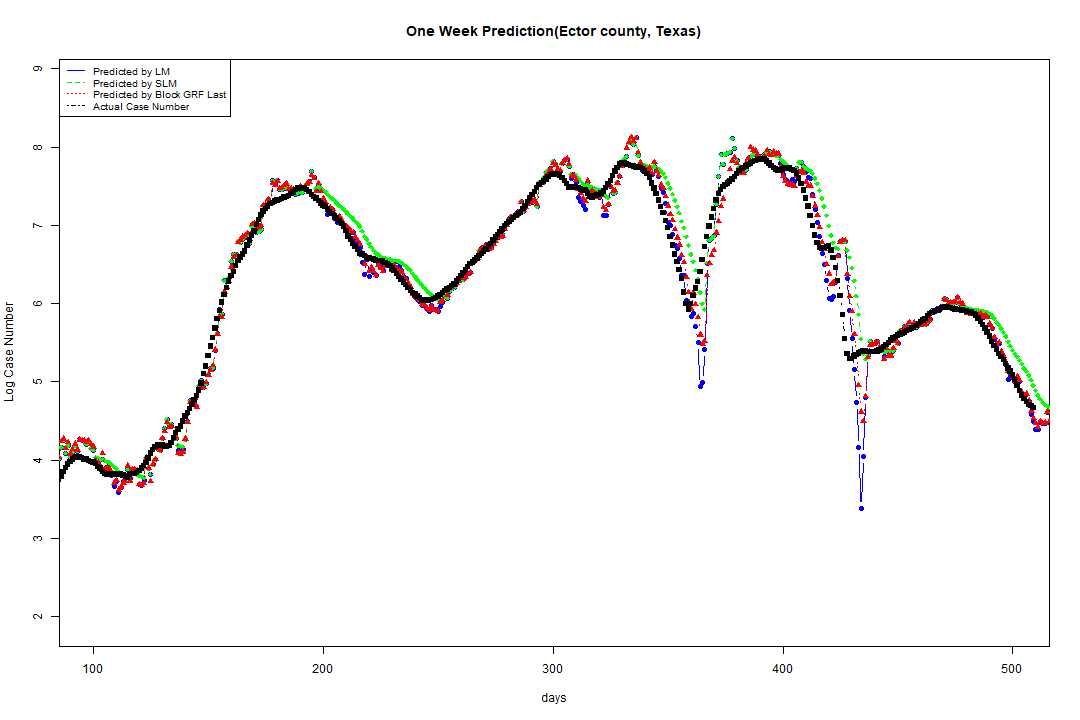 One Week Prediction(Ector county, Texas)
Predicted by LM
Predicted by SLM
Predicted by Block GRF Last
Actual Case Number
9
8
7
6
5
4
3
2
Log Case Number
100 200 300 400 500
days